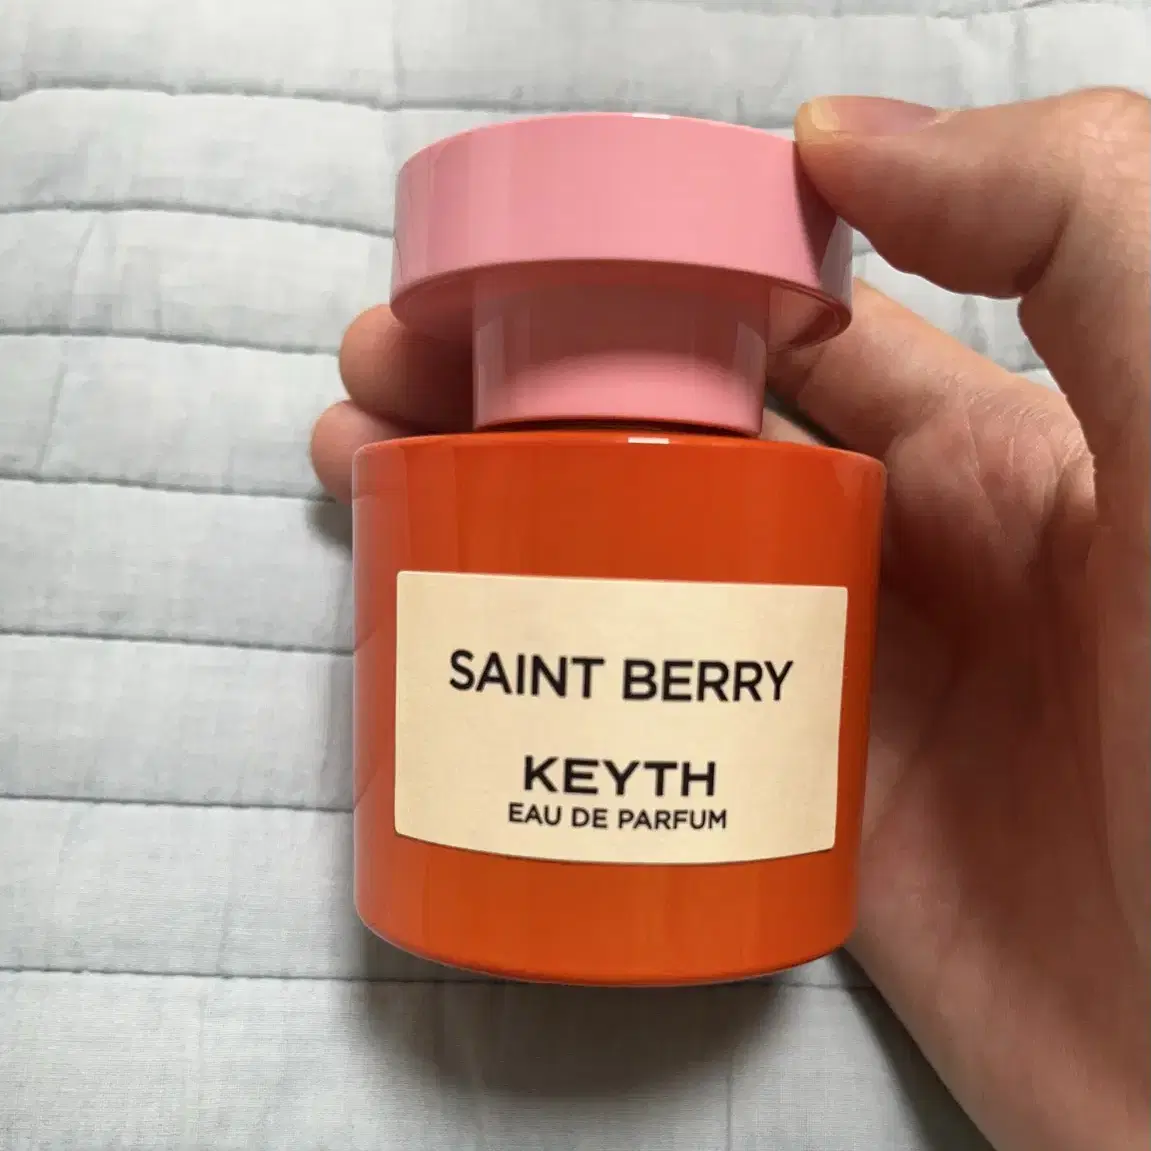 SAINT BERRY
KEYTH
EAU DE PARFUM